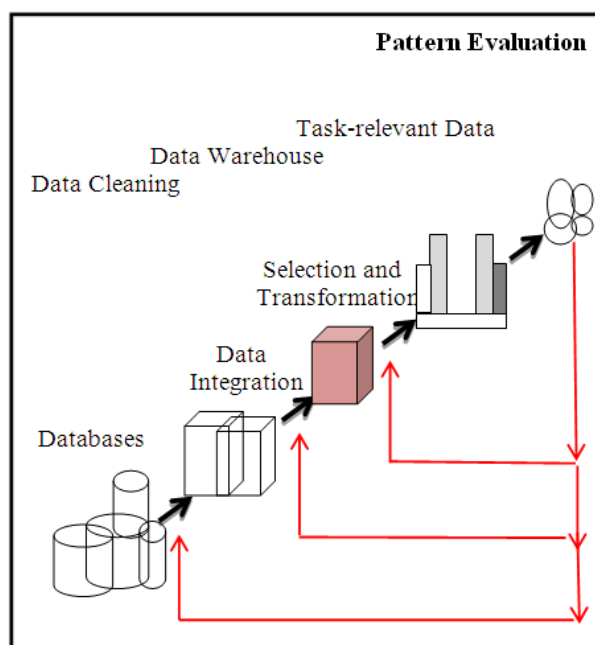 Pattern Evaluation
Task-relevant Data
Data Warehouse
Data Cleaning
Selection and
Transformation
Data
Integration
Databases